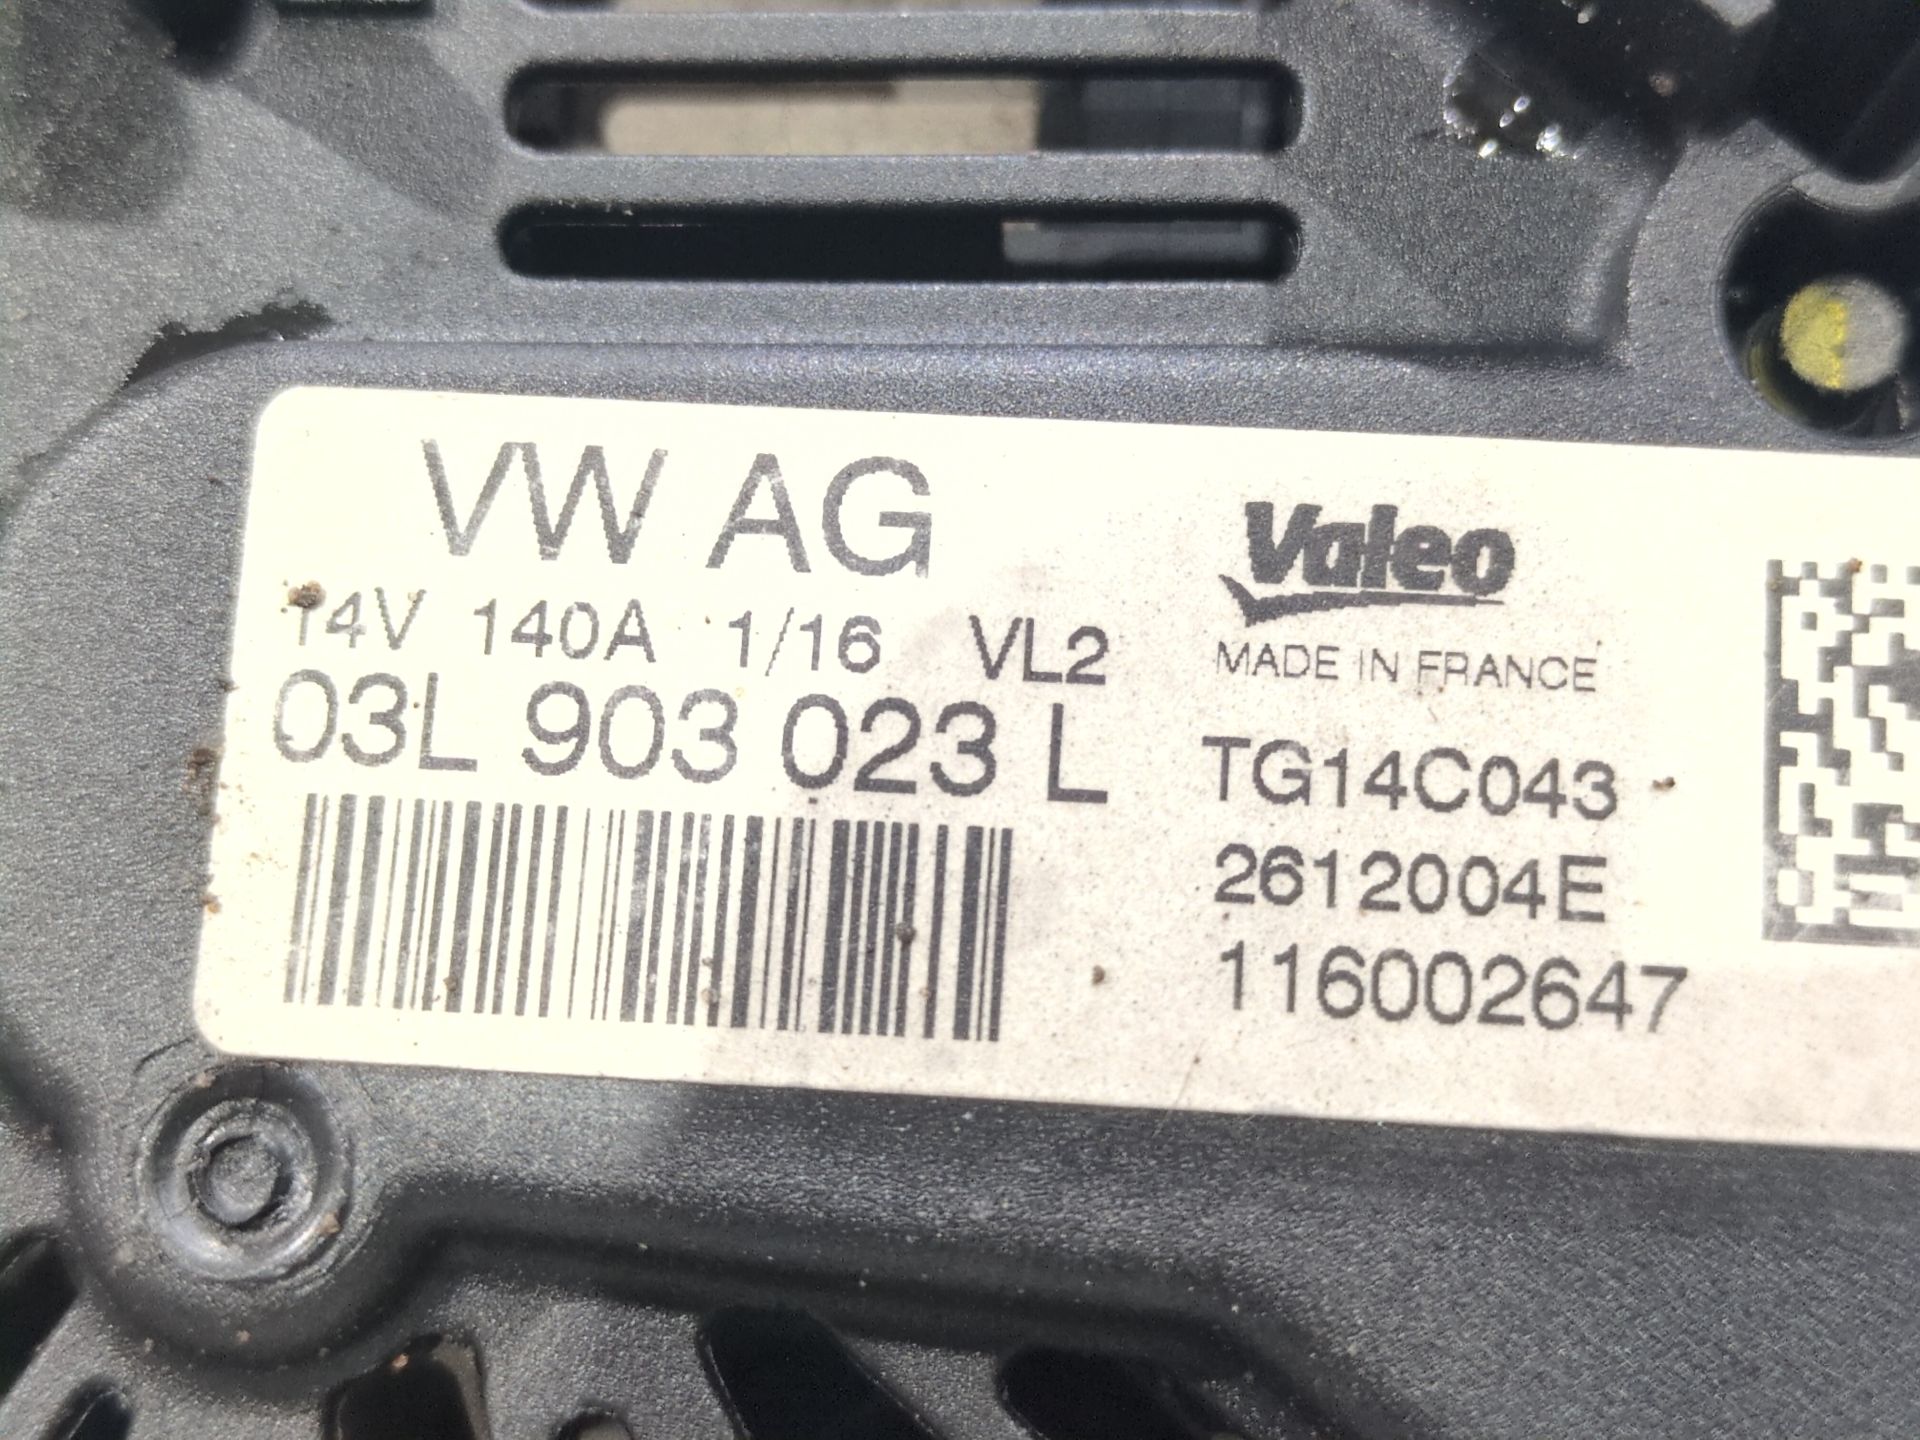 VW AG
14V 140A 1/16 VL2
03L 903 023 L
Valeo
MADE IN FRANCE
TG14C043
2612004E
116002647